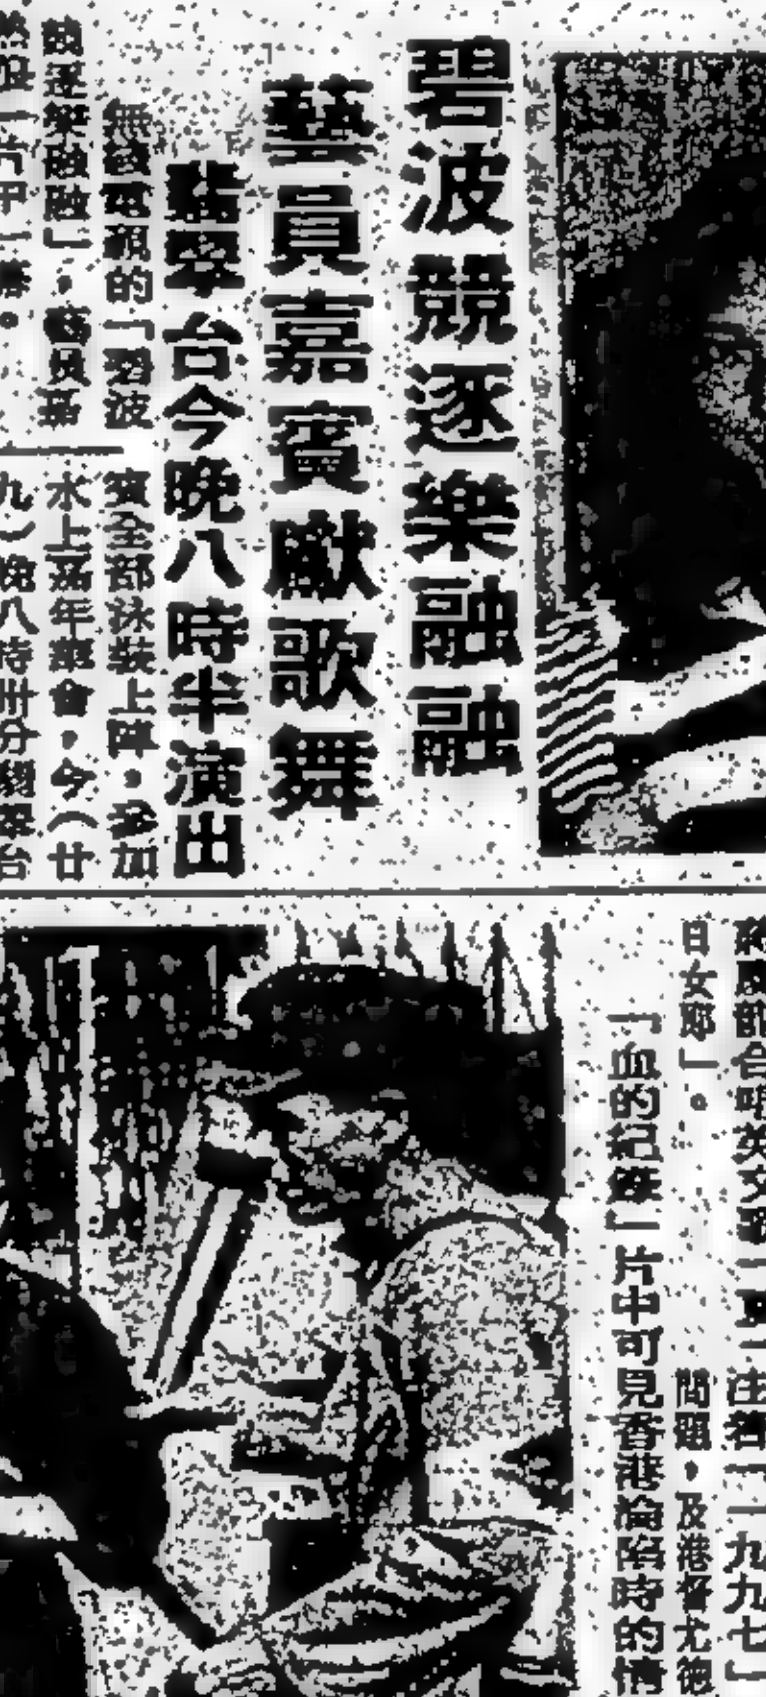 碧波競逐樂融融
藝員嘉賓獻歌舞
翡翠台今晚八時半演出
無綫電視的「碧波
競逐樂融融」，藝員嘉
賓全部泳裝上陣，參加
水上嘉年華會，今（廿
九）晚八時卅分翡翠台
日女郎」。
問題，及港督尤德
注着「一九九七」
「血的紀錄」片中可見香港淪陷時的情